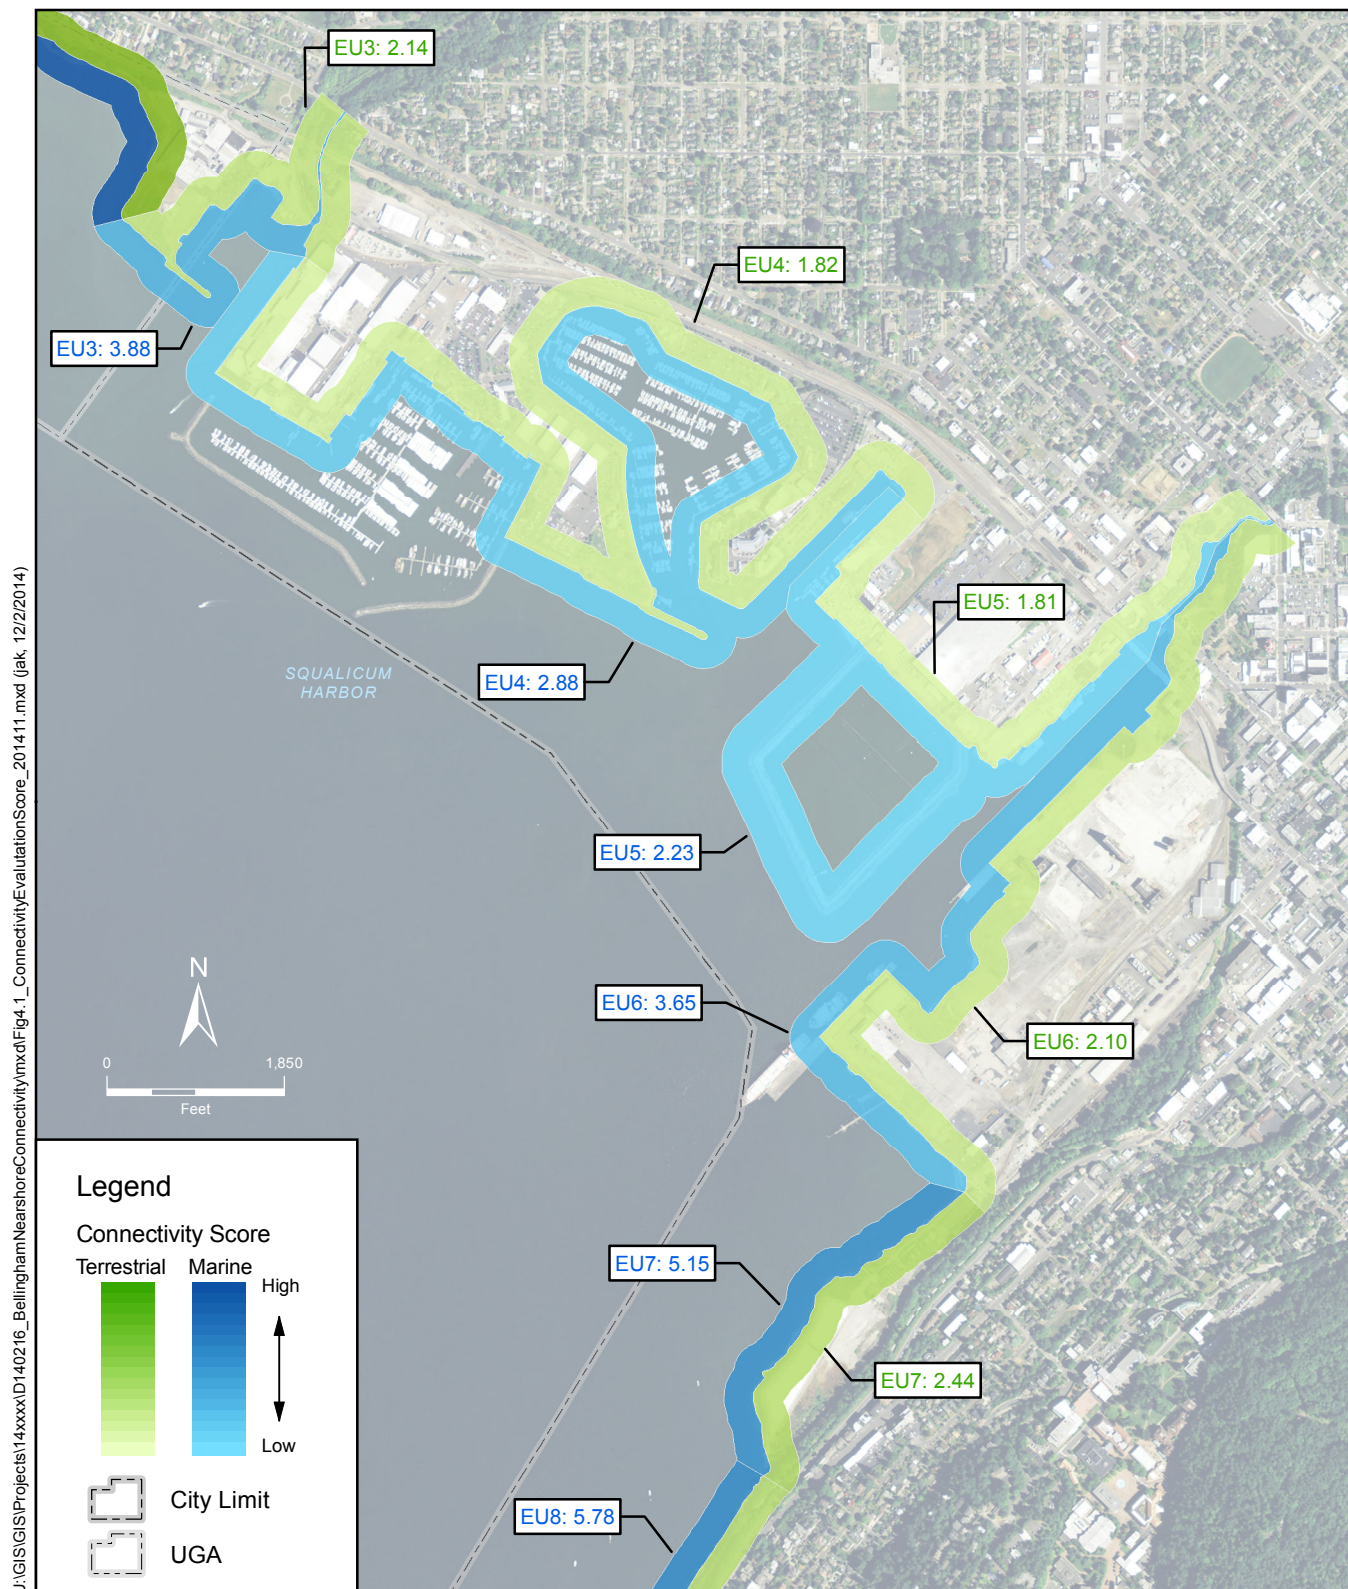 EU3: 2.14
EU4: 1.82
EU3: 3.88
EU5: 1.81
SQUALICUM
HARBOR
EU4: 2.88
EU5: 2.23
N
EU6: 3.65
EU6: 2.10
0 1,850
Feet
EU7: 5.15
EU7: 2.44
EU8: 5.78
Legend
Connectivity Score
Terrestrial Marine
High
Low
City Limit
UGA
J:\GIS\GIS\Projects\14xxxx\D140216_BellinghamNearshoreConnectivity\mxd\Fig4.1_ConnectivityEvalutationScore_201411.mxd (jak, 12/2/2014)